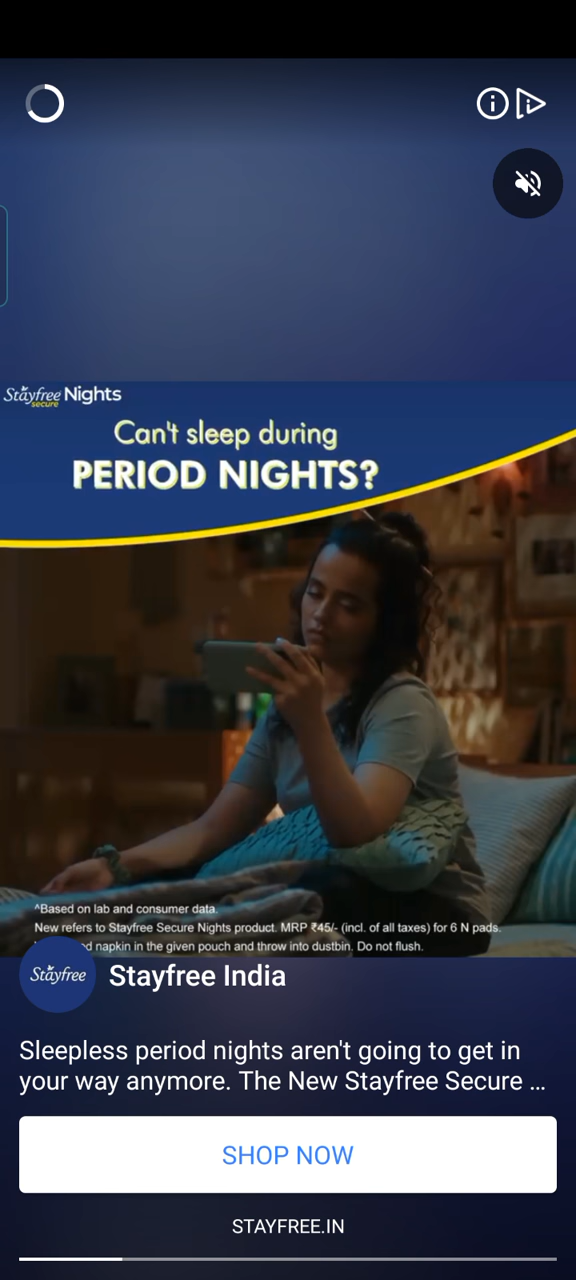 Stayfree Nights
secure
Can't sleep during
PERIOD NIGHTS?
^Based on lab and consumer data.
New refers to Stayfree Secure Nights product. MRP ₹45/- (incl. of all taxes) for 6 N pads.
napkin in the given pouch and throw into dustbin. Do not flush.
Stayfree
Stayfree India
Sleepless period nights aren't going to get in
your way anymore. The New Stayfree Secure ...
SHOP NOW
STAYFREE.IN